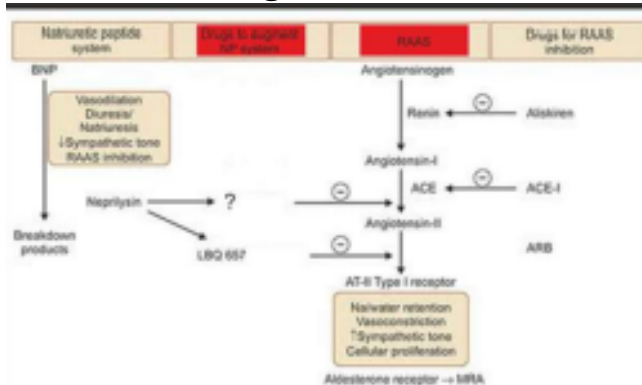 Natriuretic peptide
system
Drugs to augment
NP system
RAAS
Drugs for RAAS
inhibition
BNP
Vasodilation
Diuresis/
Natriuresis
↓Sympathetic tone
RAAS inhibition
Neprilysin
?
Breakdown
products
LBQ 657
Angiotensinogen
Renin
Aliskiren
Angiotensin-I
ACE
ACE-I
Angiotensin-II
ARB
AT-II Type I receptor
Na/water retention
Vasoconstriction
↑Sympathetic tone
Cellular proliferation
Aldesterone receptor → MRA